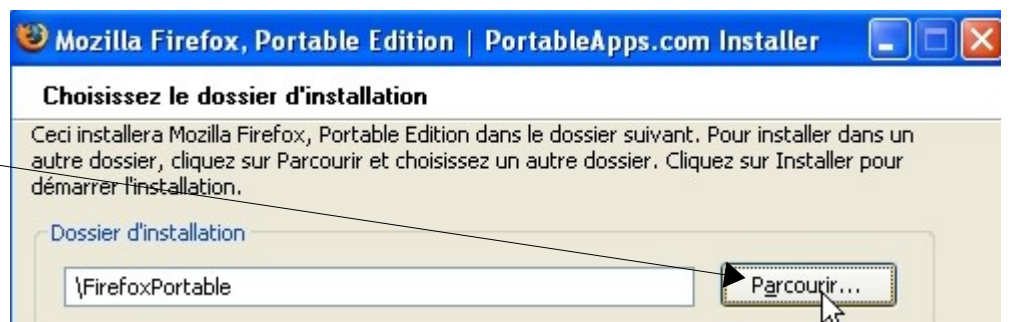 Mozilla Firefox, Portable Edition | PortableApps.com Installer
Choisissez le dossier d'installation
Ceci installera Mozilla Firefox, Portable Edition dans le dossier suivant. Pour installer dans un
autre dossier, cliquez sur Parcourir et choisissez un autre dossier. Cliquez sur Installer pour
démarrer l'installation.
Dossier d'installation
\FirefoxPortable
Parcourir...